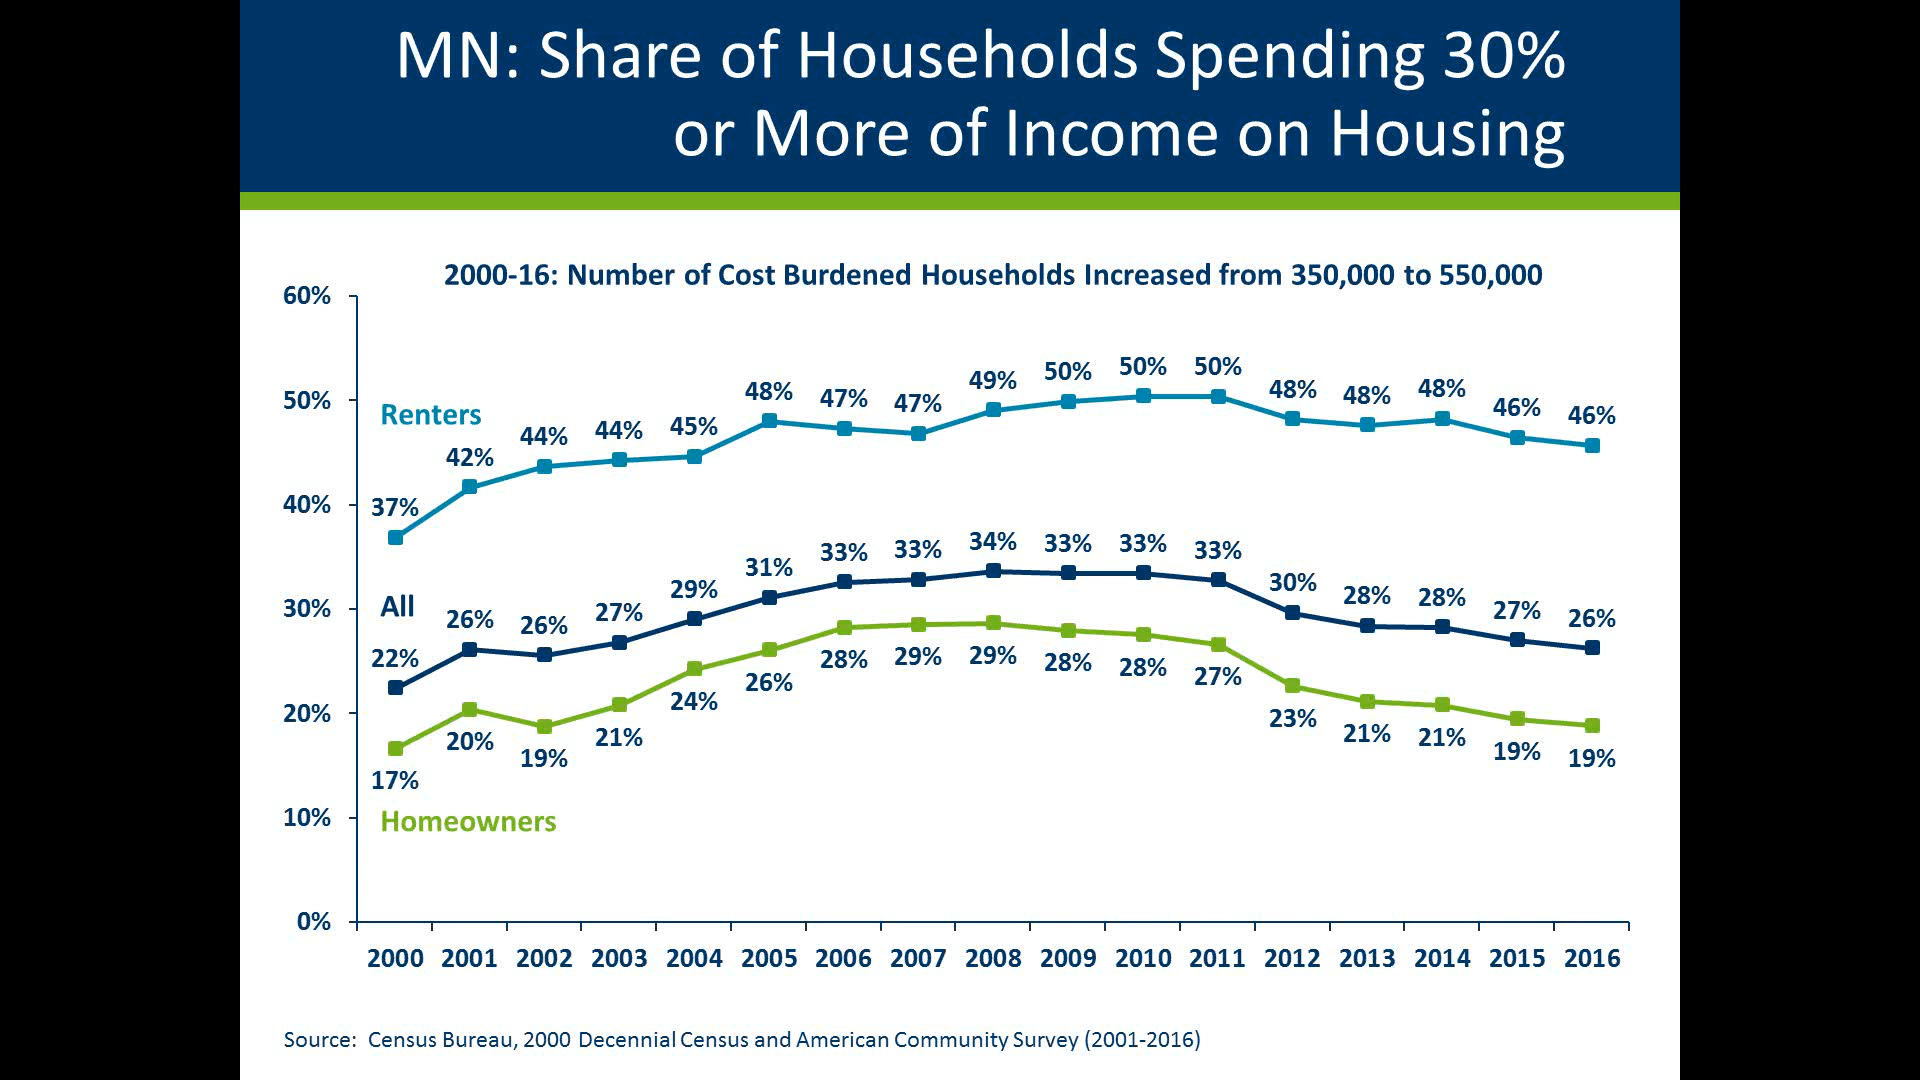 MN: Share of Households Spending 30%
or More of Income on Housing
2000-16: Number of Cost Burdened Households Increased from 350,000 to 550,000
60%
50%
40%
30%
20%
10%
0%
Renters
37% 42% 44% 44% 45% 48% 47% 47% 49% 50% 50% 50% 48% 48% 48% 46% 46%
All
22% 26% 26% 27% 29% 31% 33% 33% 34% 33% 33% 33% 30% 28% 28% 27% 26%
17% 20% 19% 21% 24% 26% 28% 29% 29% 28% 28% 27% 23% 21% 21% 19% 19%
Homeowners
2000 2001 2002 2003 2004 2005 2006 2007 2008 2009 2010 2011 2012 2013 2014 2015 2016
Source: Census Bureau, 2000 Decennial Census and American Community Survey (2001-2016)